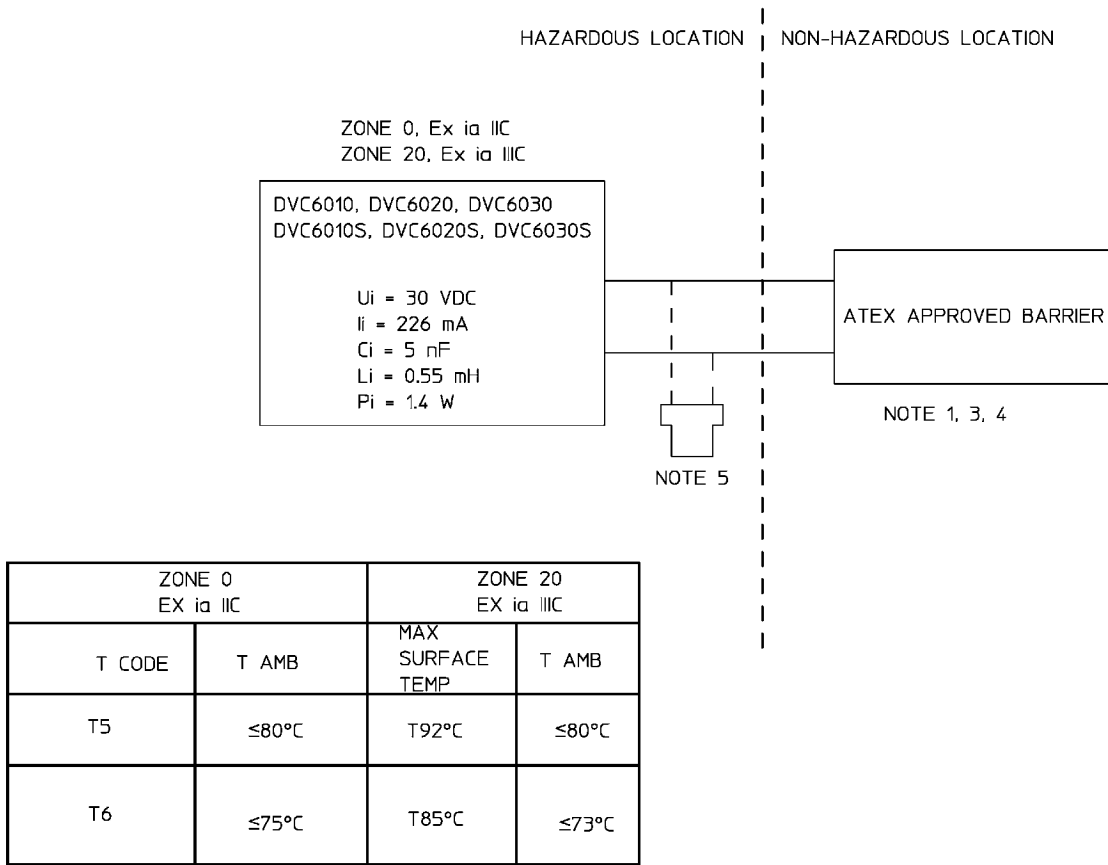 HAZARDOUS LOCATION
NON-HAZARDOUS LOCATION
ZONE 0, Ex ia IIC
ZONE 20, Ex ia IIIC
DVC6010, DVC6020, DVC6030
DVC6010S, DVC6020S, DVC6030S
Ui = 30 VDC
Ii = 226 mA
Ci = 5 nF
Li = 0.55 mH
Pi = 1.4 W
ATEX APPROVED BARRIER
NOTE 1, 3, 4
NOTE 5
ZONE 0
EX ia IIC
ZONE 20
EX ia IIIC
T CODE
T AMB
MAX
SURFACE
TEMP
T AMB
T5
≤80°C
T92°C
≤80°C
T6
≤75°C
T85°C
≤73°C